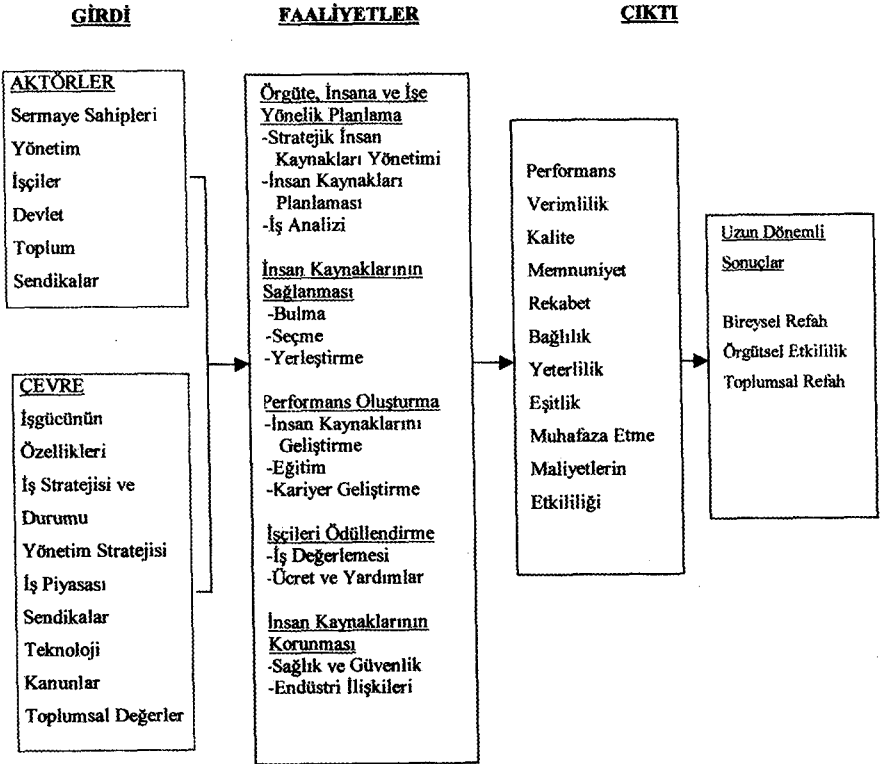 GİRDİ
FAALİYETLER
ÇIKTI
AKTÖRLER
Sermaye Sahipleri
Yönetim
İşçiler
Devlet
Toplum
Sendikalar
ÇEVRE
İşgücünün
Özellikleri
İş Stratejisi ve
Durumu
Yönetim Stratejisi
İş Piyasası
Sendikalar
Teknoloji
Kanunlar
Toplumsal Değerler
Örgüte, İnsana ve İşe
Yönelik Planlama
-Stratejik İnsan
Kaynakları Yönetimi
-İnsan Kaynakları
Planlaması
-İş Analizi
İnsan Kaynaklarının
Sağlanması
-Bulma
-Seçme
-Yerleştirme
Performans Oluşturma
-İnsan Kaynaklarını
Geliştirme
-Eğitim
-Kariyer Geliştirme
İşçileri Ödüllendirme
-İş Değerlemesi
-Ücret ve Yardımlar
İnsan Kaynaklarının
Korunması
-Sağlık ve Güvenlik
-Endüstri İlişkileri
Performans
Verimlilik
Kalite
Memnuniyet
Rekabet
Bağlılık
Yeterlilik
Eşitlik
Muhafaza Etme
Maliyetlerin
Etkililiği
Uzun Dönemli
Sonuçlar
Bireysel Refah
Örgütsel Etkililik
Toplumsal Refah